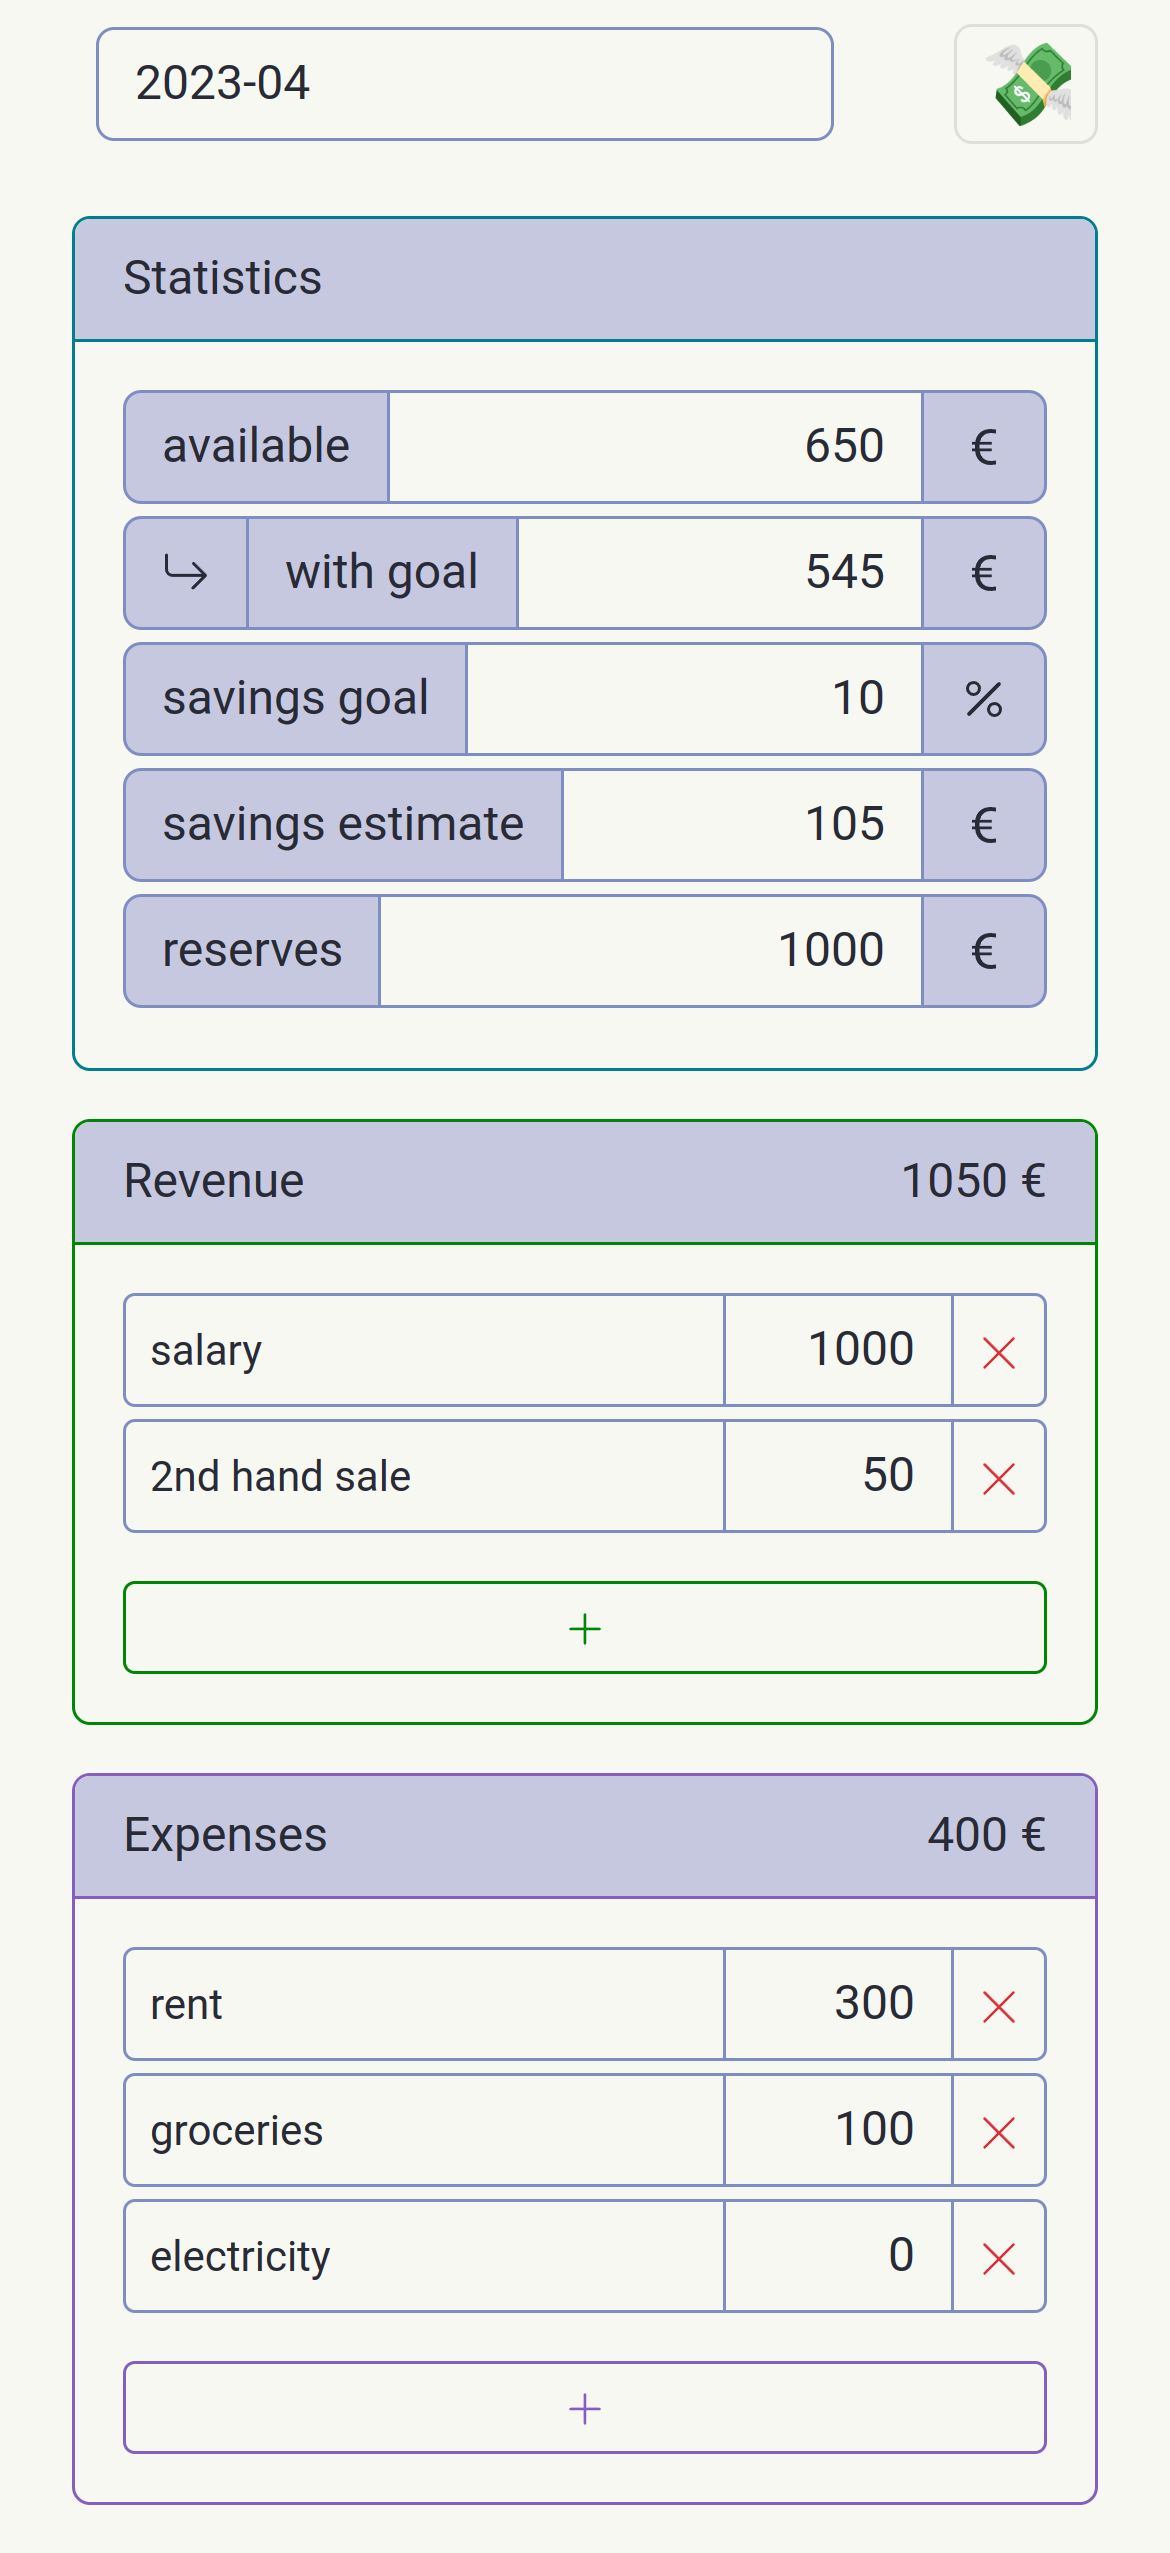 2023-04
Statistics
available 650 €
with goal 545 €
savings goal 10 %
savings estimate 105 €
reserves 1000 €
Revenue 1050 €
salary 1000
2nd hand sale 50
+
Expenses 400 €
rent 300
groceries 100
electricity 0
+